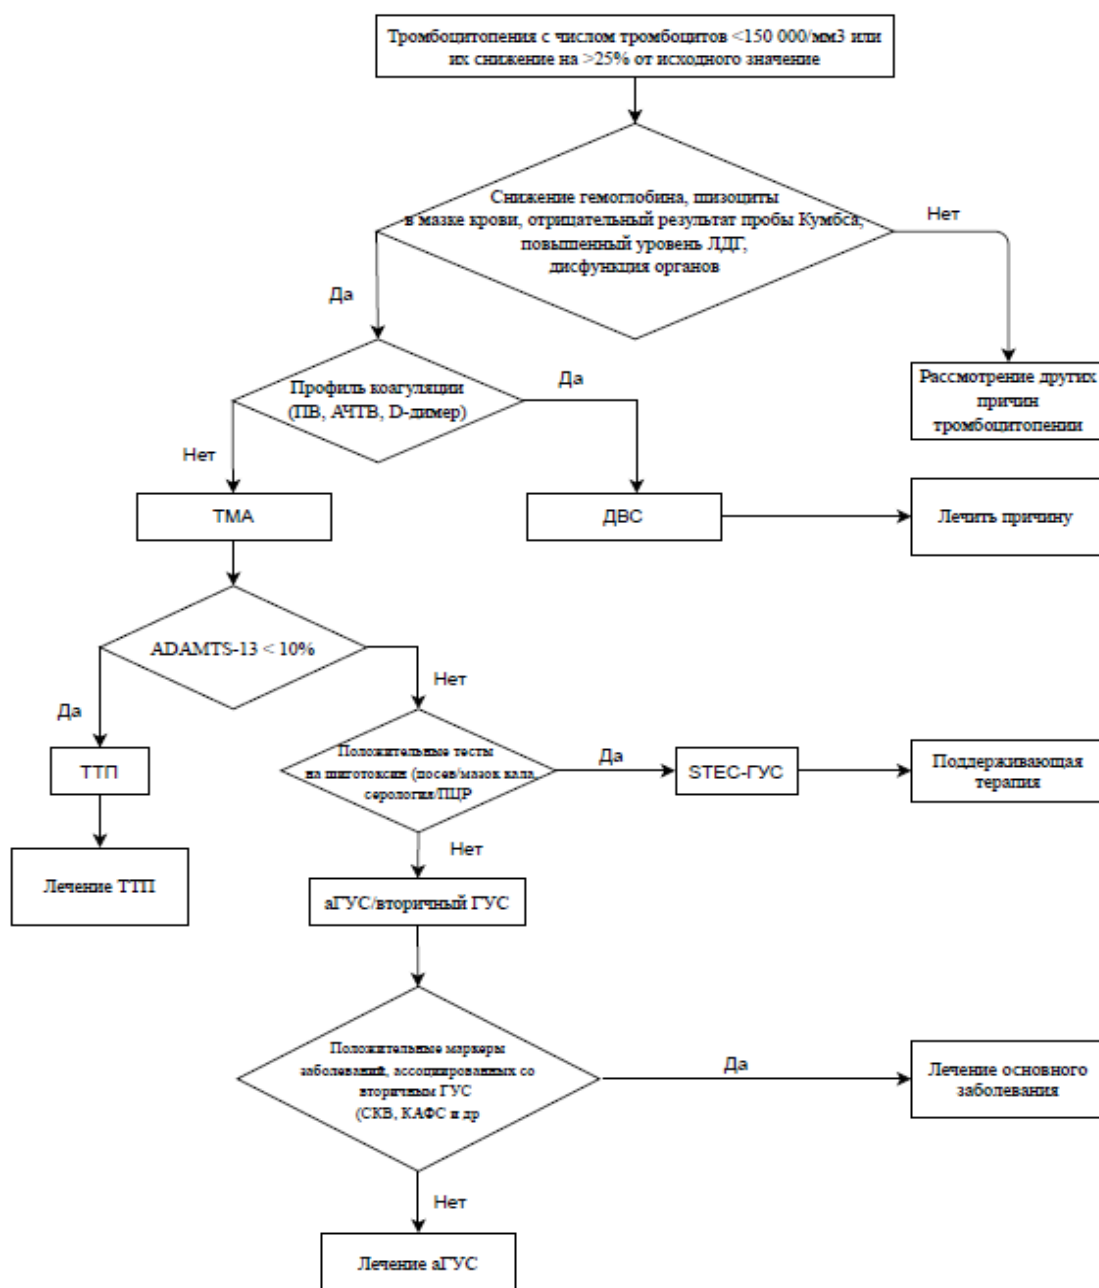 Тромбоцитопения с числом тромбоцитов <150 000/мм3 или
их снижение на >25% от исходного значение
Снижение гемоглобина, шизоциты
в мазке крови, отрицательный результат пробы Кумбса,
повышенный уровень ЛДГ,
дисфункция органов
Нет
Да
Профиль коагуляции
(ПВ, АЧТВ, D-димер)
Да
Рассмотрение других
причин
тромбоцитопении
Нет
ТМА
ДВС
Лечить причину
ADAMTS-13 < 10%
Нет
Да
Положительные тесты
на шиготоксин (посев/мазок кала,
серология/ПЦР
Да
ТТП
STEC-ГУС
Поддерживающая
терапия
Нет
Лечение ТТП
аГУС/вторичный ГУС
Положительные маркеры
заболеваний, ассоциированных со
вторичным ГУС
(СКВ, КАФС и др
Да
Лечение основного
заболевания
Нет
Лечение аГУС